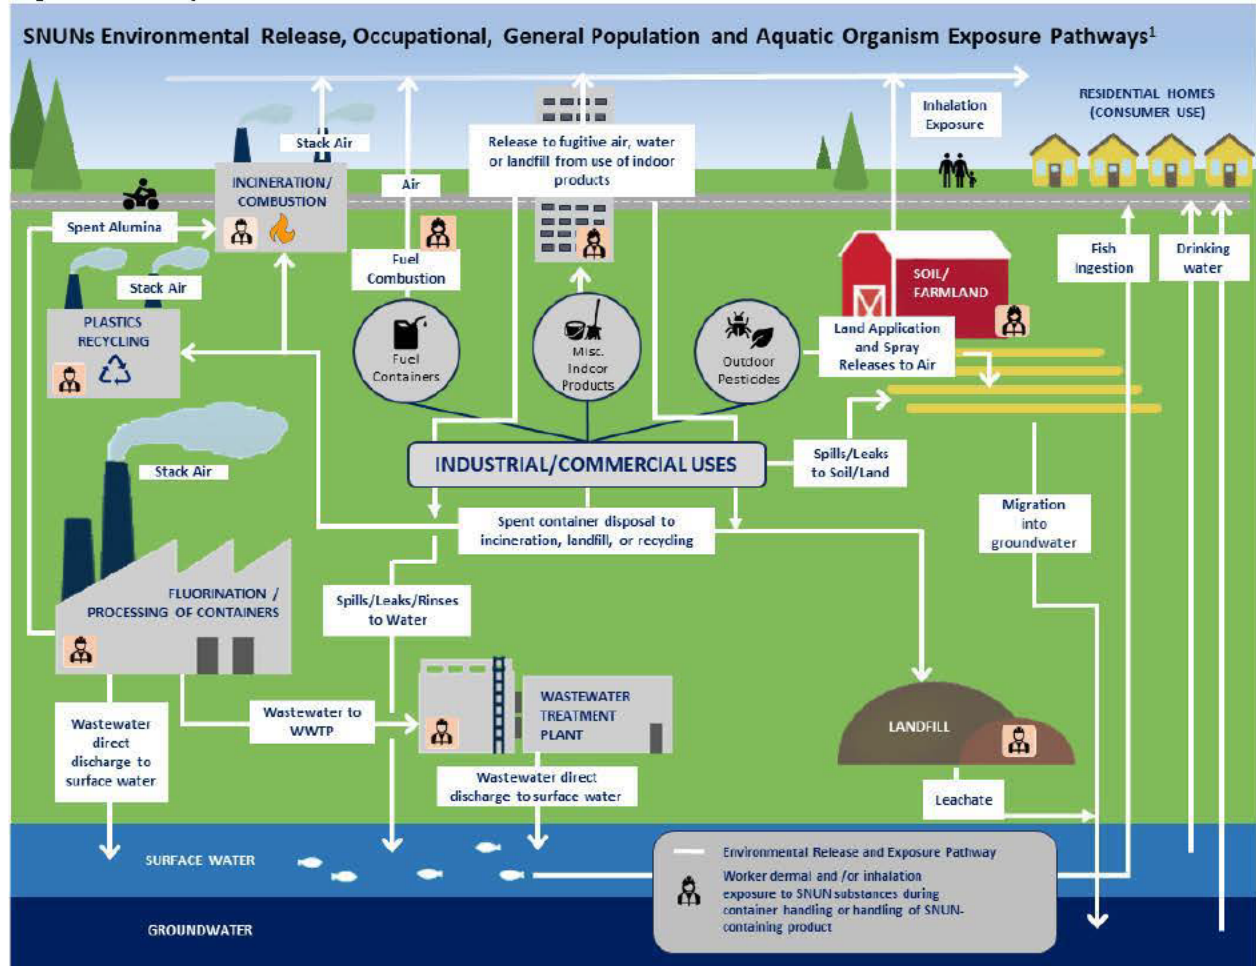 SNUNs Environmental Release, Occupational, General Population and Aquatic Organism Exposure Pathways¹
RESIDENTIAL HOMES
(CONSUMER USE)
Inhalation
Exposure
Stack Air
Release to fugitive air, water
or landfill from use of indoor
products
INCINERATION/
COMBUSTION
Air
Spent Alumina
Fuel
Combustion
Fish
Ingestion
Drinking
water
SOIL/
FARMLAND
Stack Air
PLASTICS
RECYCLING
Fuel
Containers
Misc.
Indoor
Products
Outdoor
Pesticides
Land Application
and Spray
Releases to Air
INDUSTRIAL/COMMERCIAL USES
Spills/Leaks
to Soil/Land
Stack Air
Migration
into
groundwater
Spent container disposal to
incineration, landfill, or recycling
FLUORINATION /
PROCESSING OF CONTAINERS
Spills/Leaks/Rinses
to Water
Wastewater
direct
discharge to
surface water
Wastewater to
WWTP
WASTEWATER
TREATMENT
PLANT
LANDFILL
Wastewater direct
discharge to surface water
Leachate
SURFACE WATER
Environmental Release and Exposure Pathway
Worker dermal and /or inhalation
exposure to SNUN substances during
container handling or handling of SNUN-
containing product
GROUNDWATER